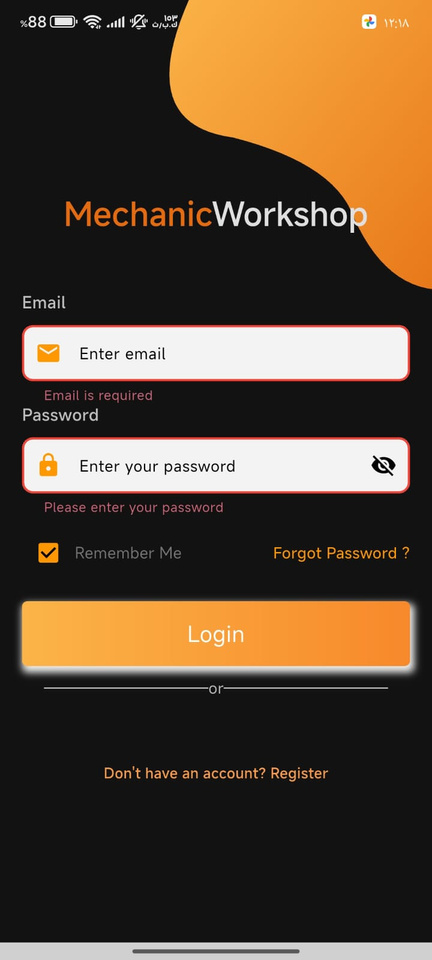 %88
١٥٣
ك.ب/ث
١٢:١٨
MechanicWorkshop
Email
Enter email
Email is required
Password
Enter your password
Please enter your password
Remember Me
Forgot Password ?
Login
or
Don't have an account? Register